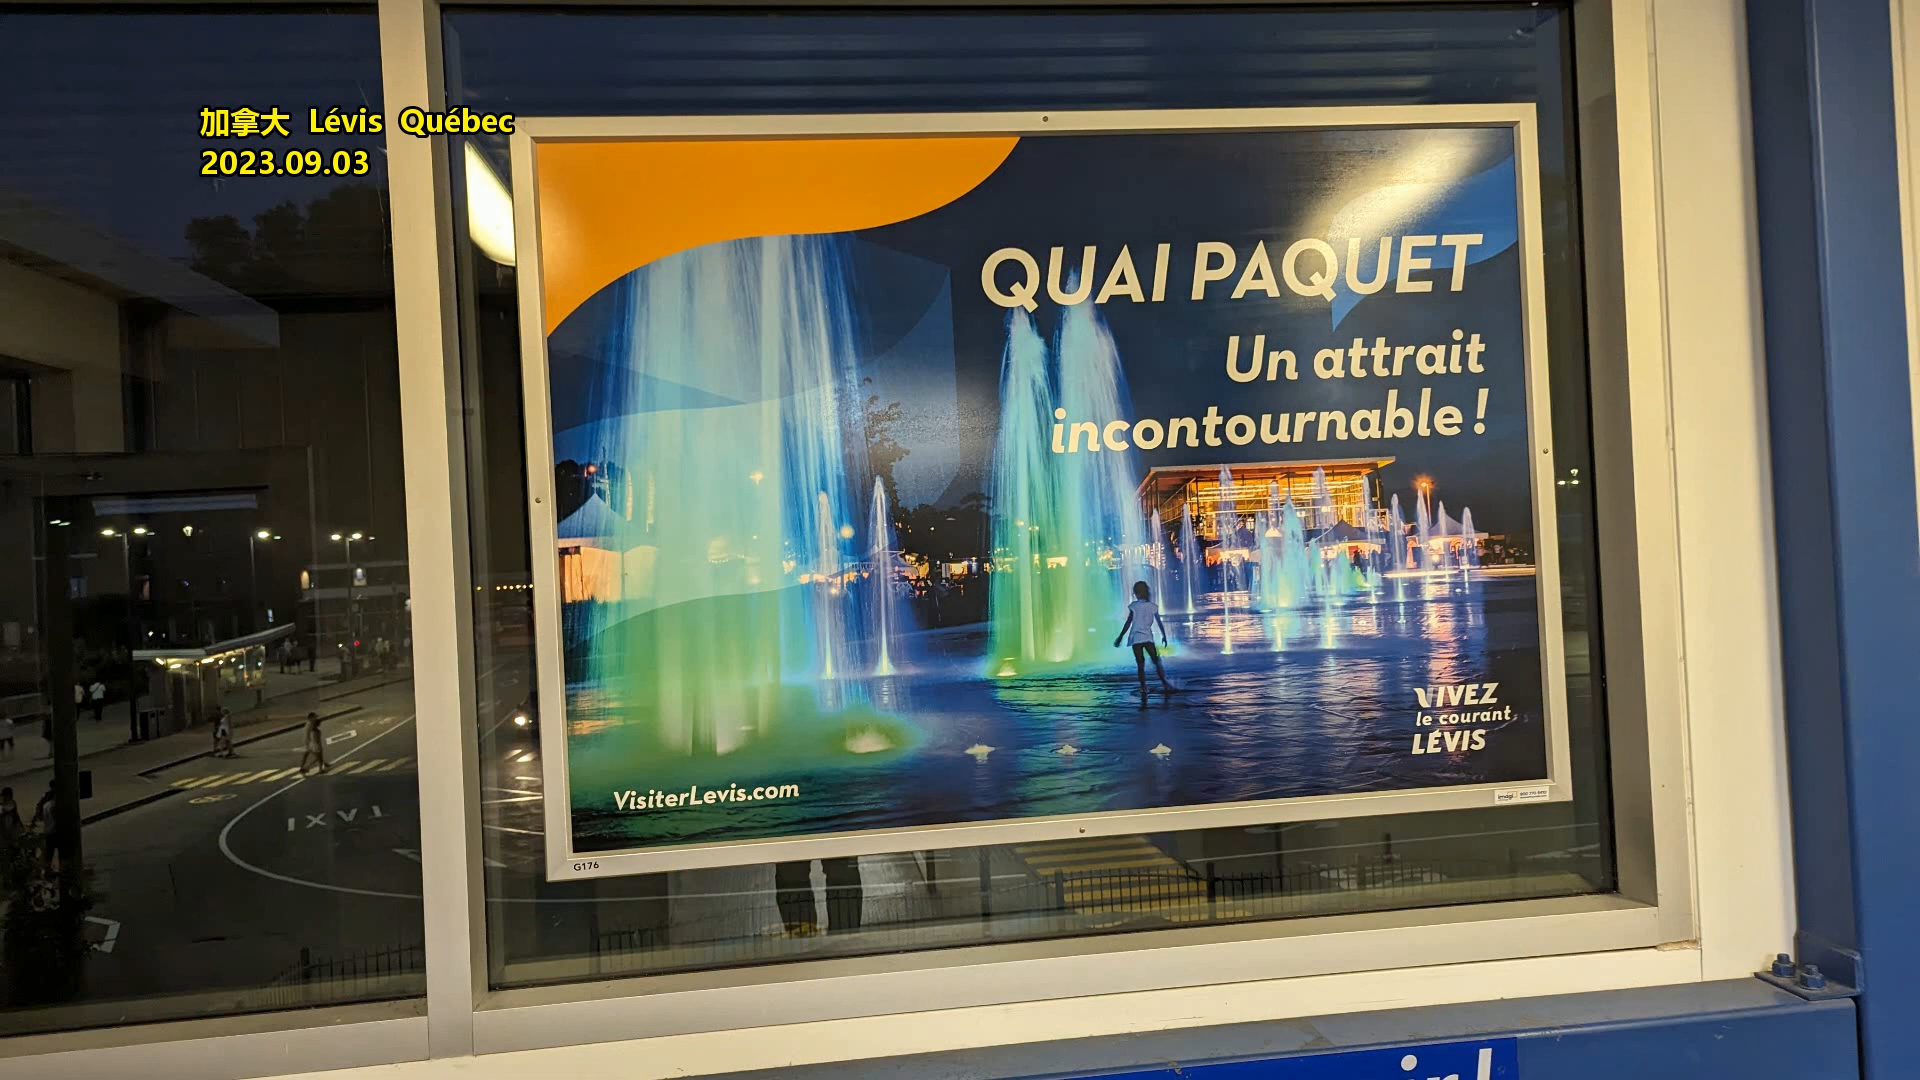 加拿大 Lévis Québec
2023.09.03
QUAI PAQUET
Un attrait
incontournable !
VIVEZ
le courant
LÉVIS
VisiterLevis.com
imagi
G176
TAXI